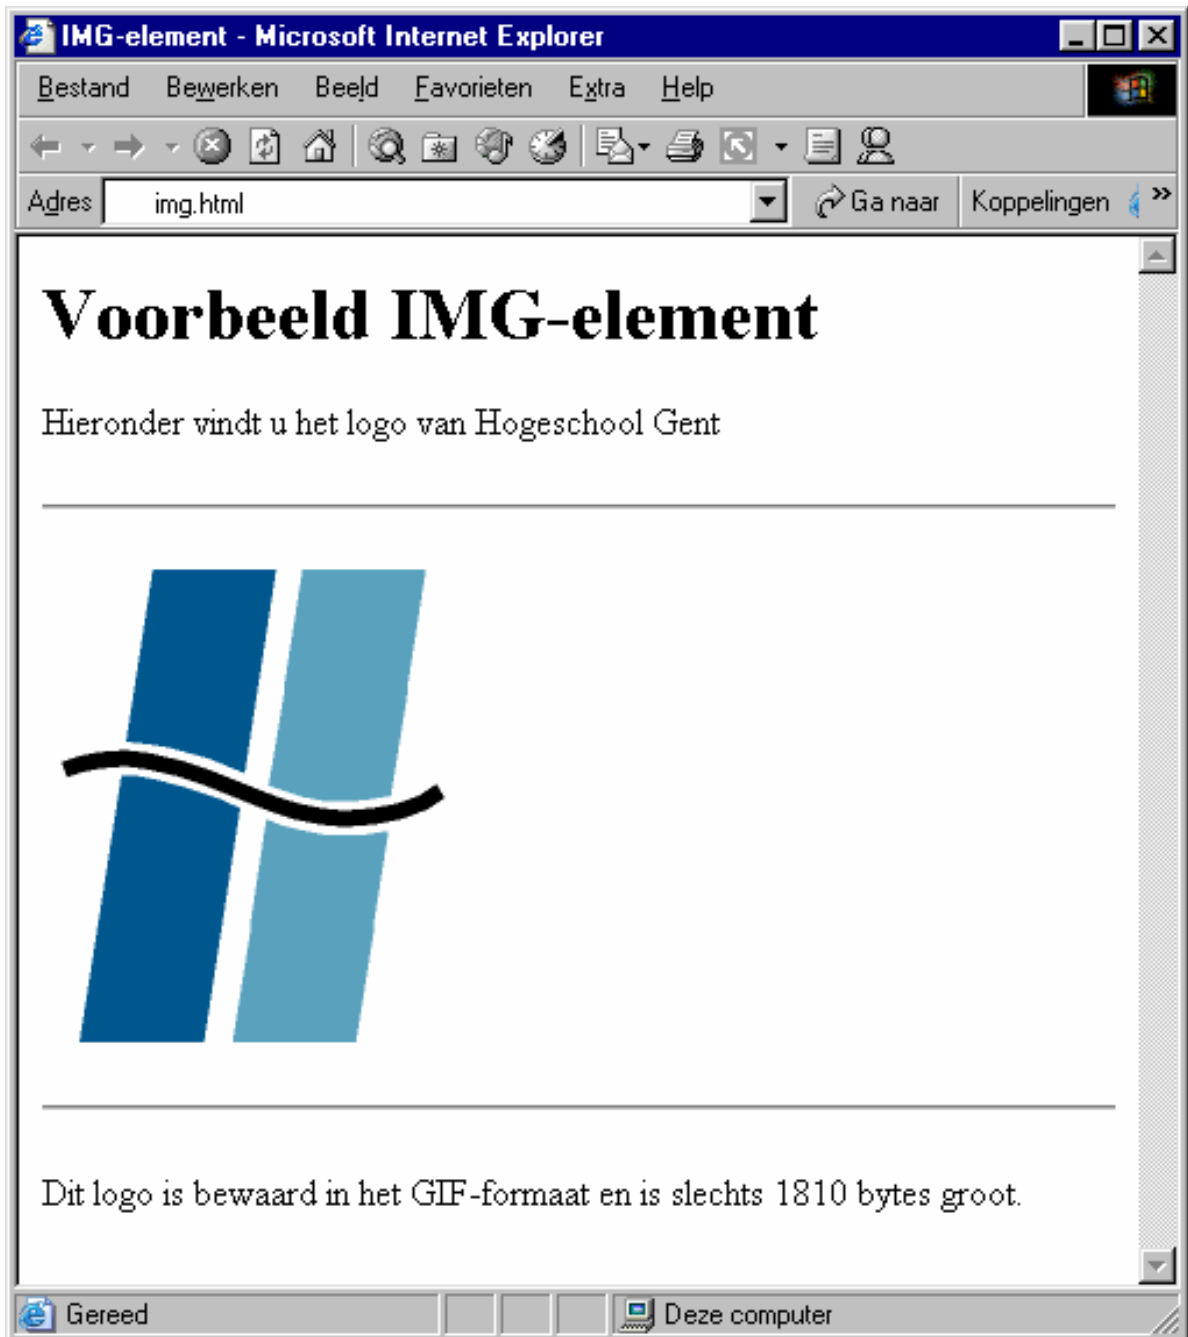 IMG-element - Microsoft Internet Explorer
Bestand Bewerken Beeld Favorieten Extra Help
Adres img.html Ga naar Koppelingen »
Voorbeeld IMG-element
Hieronder vindt u het logo van Hogeschool Gent
Dit logo is bewaard in het GIF-formaat en is slechts 1810 bytes groot.
Gereed Deze computer